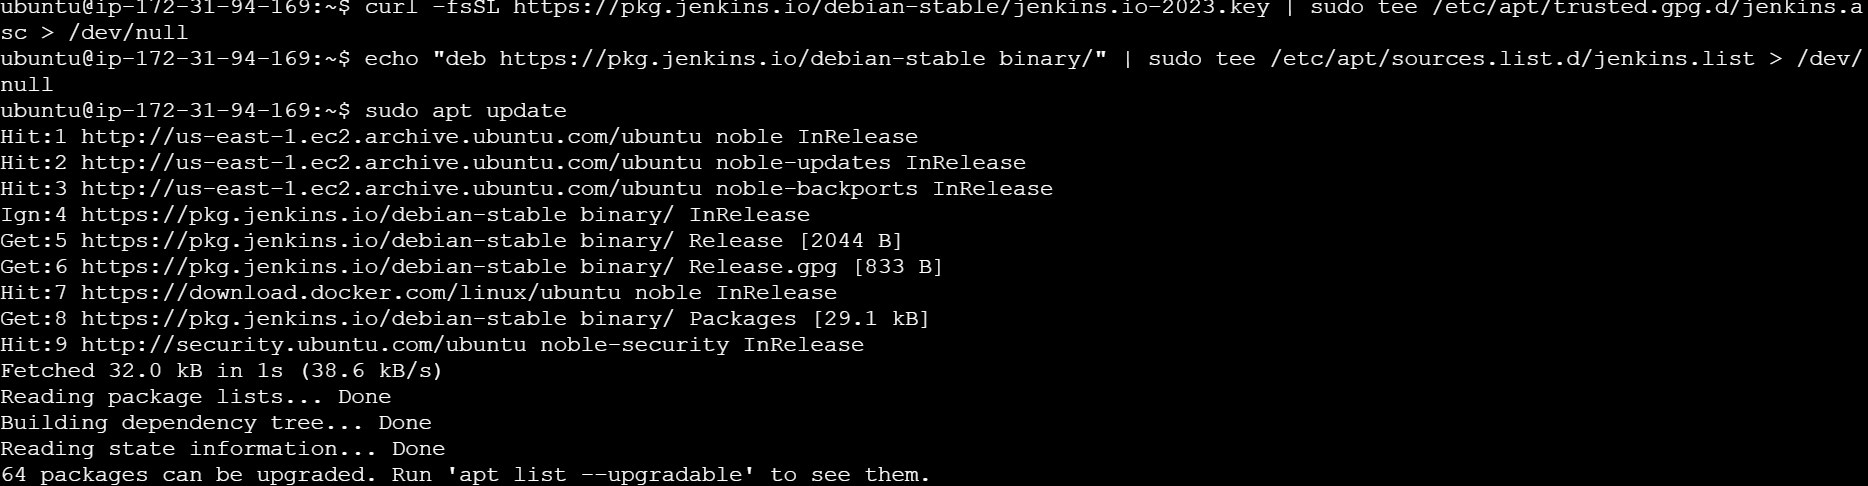 ubuntu@ip-172-31-94-169:~$ curl -fsSL https://pkg.jenkins.io/debian-stable/jenkins.io-2023.key | sudo tee /etc/apt/trusted.gpg.d/jenkins.a
sc > /dev/null
ubuntu@ip-172-31-94-169:~$ echo "deb https://pkg.jenkins.io/debian-stable binary/" | sudo tee /etc/apt/sources.list.d/jenkins.list > /dev/
null
ubuntu@ip-172-31-94-169:~$ sudo apt update
Hit:1 http://us-east-1.ec2.archive.ubuntu.com/ubuntu noble InRelease
Hit:2 http://us-east-1.ec2.archive.ubuntu.com/ubuntu noble-updates InRelease
Hit:3 http://us-east-1.ec2.archive.ubuntu.com/ubuntu noble-backports InRelease
Ign:4 https://pkg.jenkins.io/debian-stable binary/ InRelease
Get:5 https://pkg.jenkins.io/debian-stable binary/ Release [2044 B]
Get:6 https://pkg.jenkins.io/debian-stable binary/ Release.gpg [833 B]
Hit:7 https://download.docker.com/linux/ubuntu noble InRelease
Get:8 https://pkg.jenkins.io/debian-stable binary/ Packages [29.1 kB]
Hit:9 http://security.ubuntu.com/ubuntu noble-security InRelease
Fetched 32.0 kB in 1s (38.6 kB/s)
Reading package lists... Done
Building dependency tree... Done
Reading state information... Done
64 packages can be upgraded. Run 'apt list --upgradable' to see them.